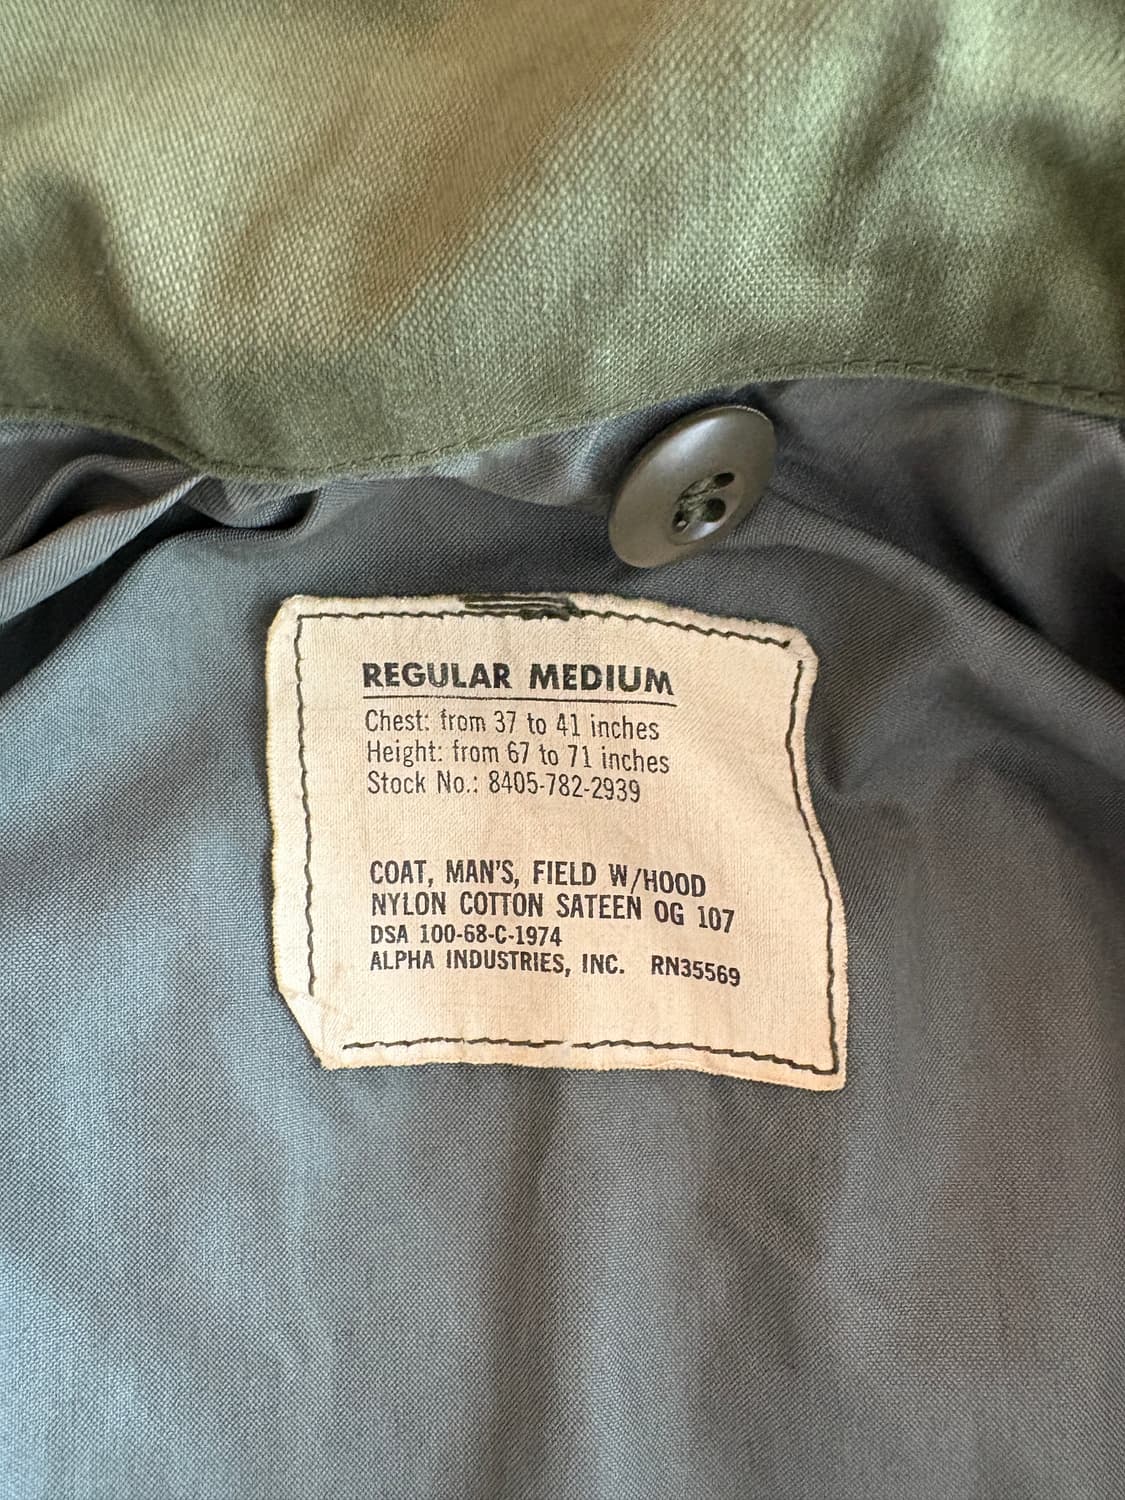 REGULAR MEDIUM
Chest: from 37 to 41 inches
Height: from 67 to 71 inches
Stock No.: 8405-782-2939
COAT, MAN'S, FIELD W/HOOD
NYLON COTTON SATEEN OG 107
DSA 100-68-C-1974
ALPHA INDUSTRIES, INC. RN35569